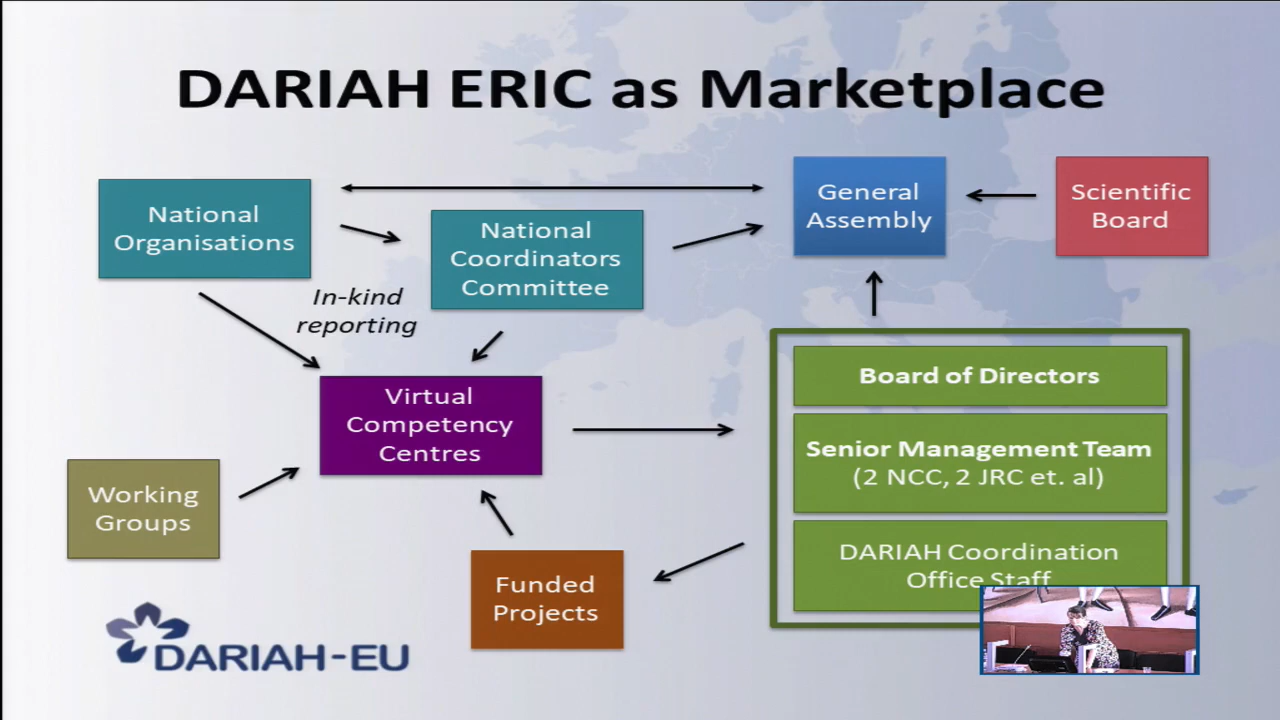 DARIAH ERIC as Marketplace
National
Organisations
National
Coordinators
Committee
General
Assembly
Scientific
Board
In-kind
reporting
Virtual
Competency
Centres
Working
Groups
Funded
Projects
Board of Directors
Senior Management Team
(2 NCC, 2 JRC et. al)
DARIAH Coordination
Office Staff
DARIAH-EU